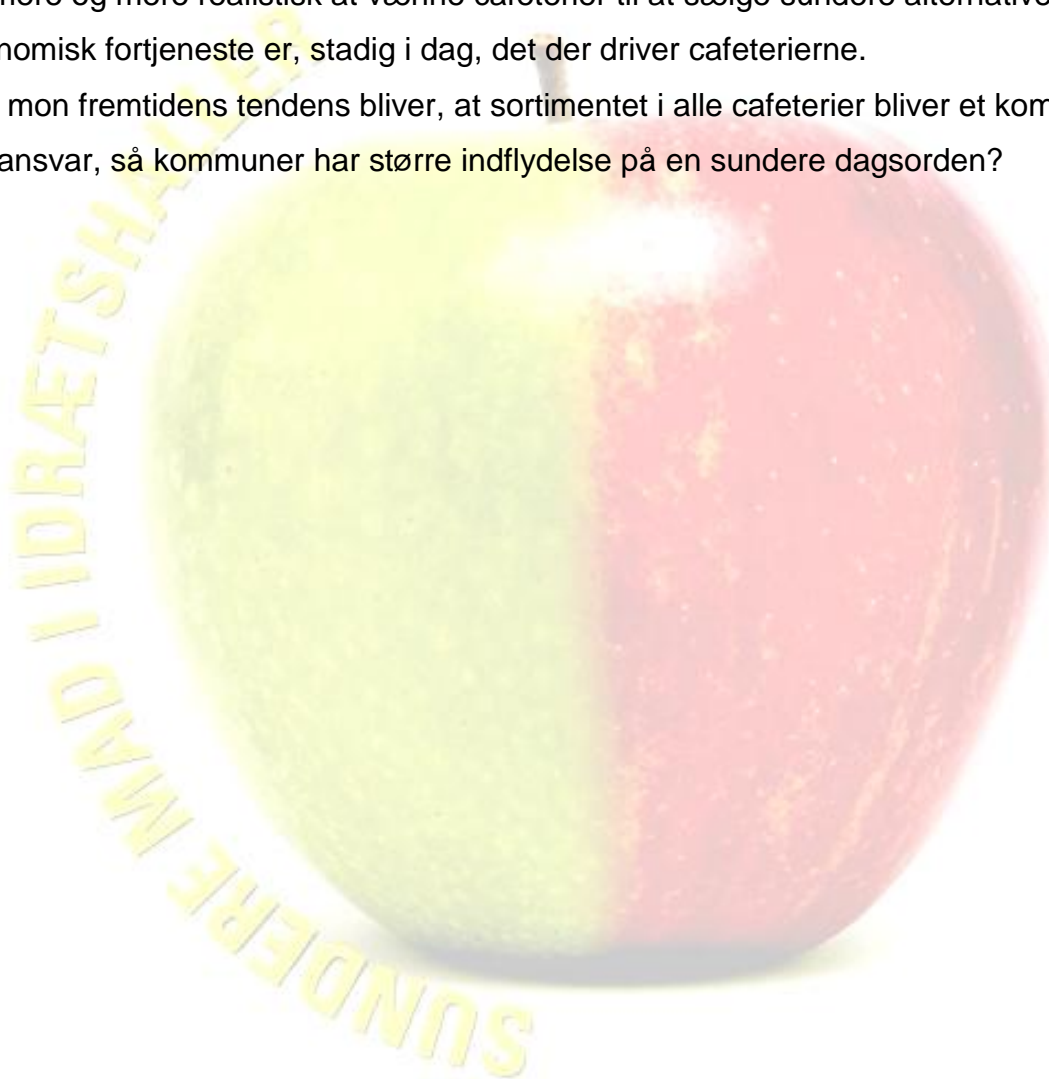 mere og mere realistisk at vænne cafeterier til at sælge sundere alternative
nomisk fortjeneste er, stadig i dag, det der driver cafeterierne.
mon fremtidens tendens bliver, at sortimentet i alle cafeterier bliver et kom
ansvar, så kommuner har større indflydelse på en sundere dagsorden?
SUNDERE MAD I IDRÆTSHALLER